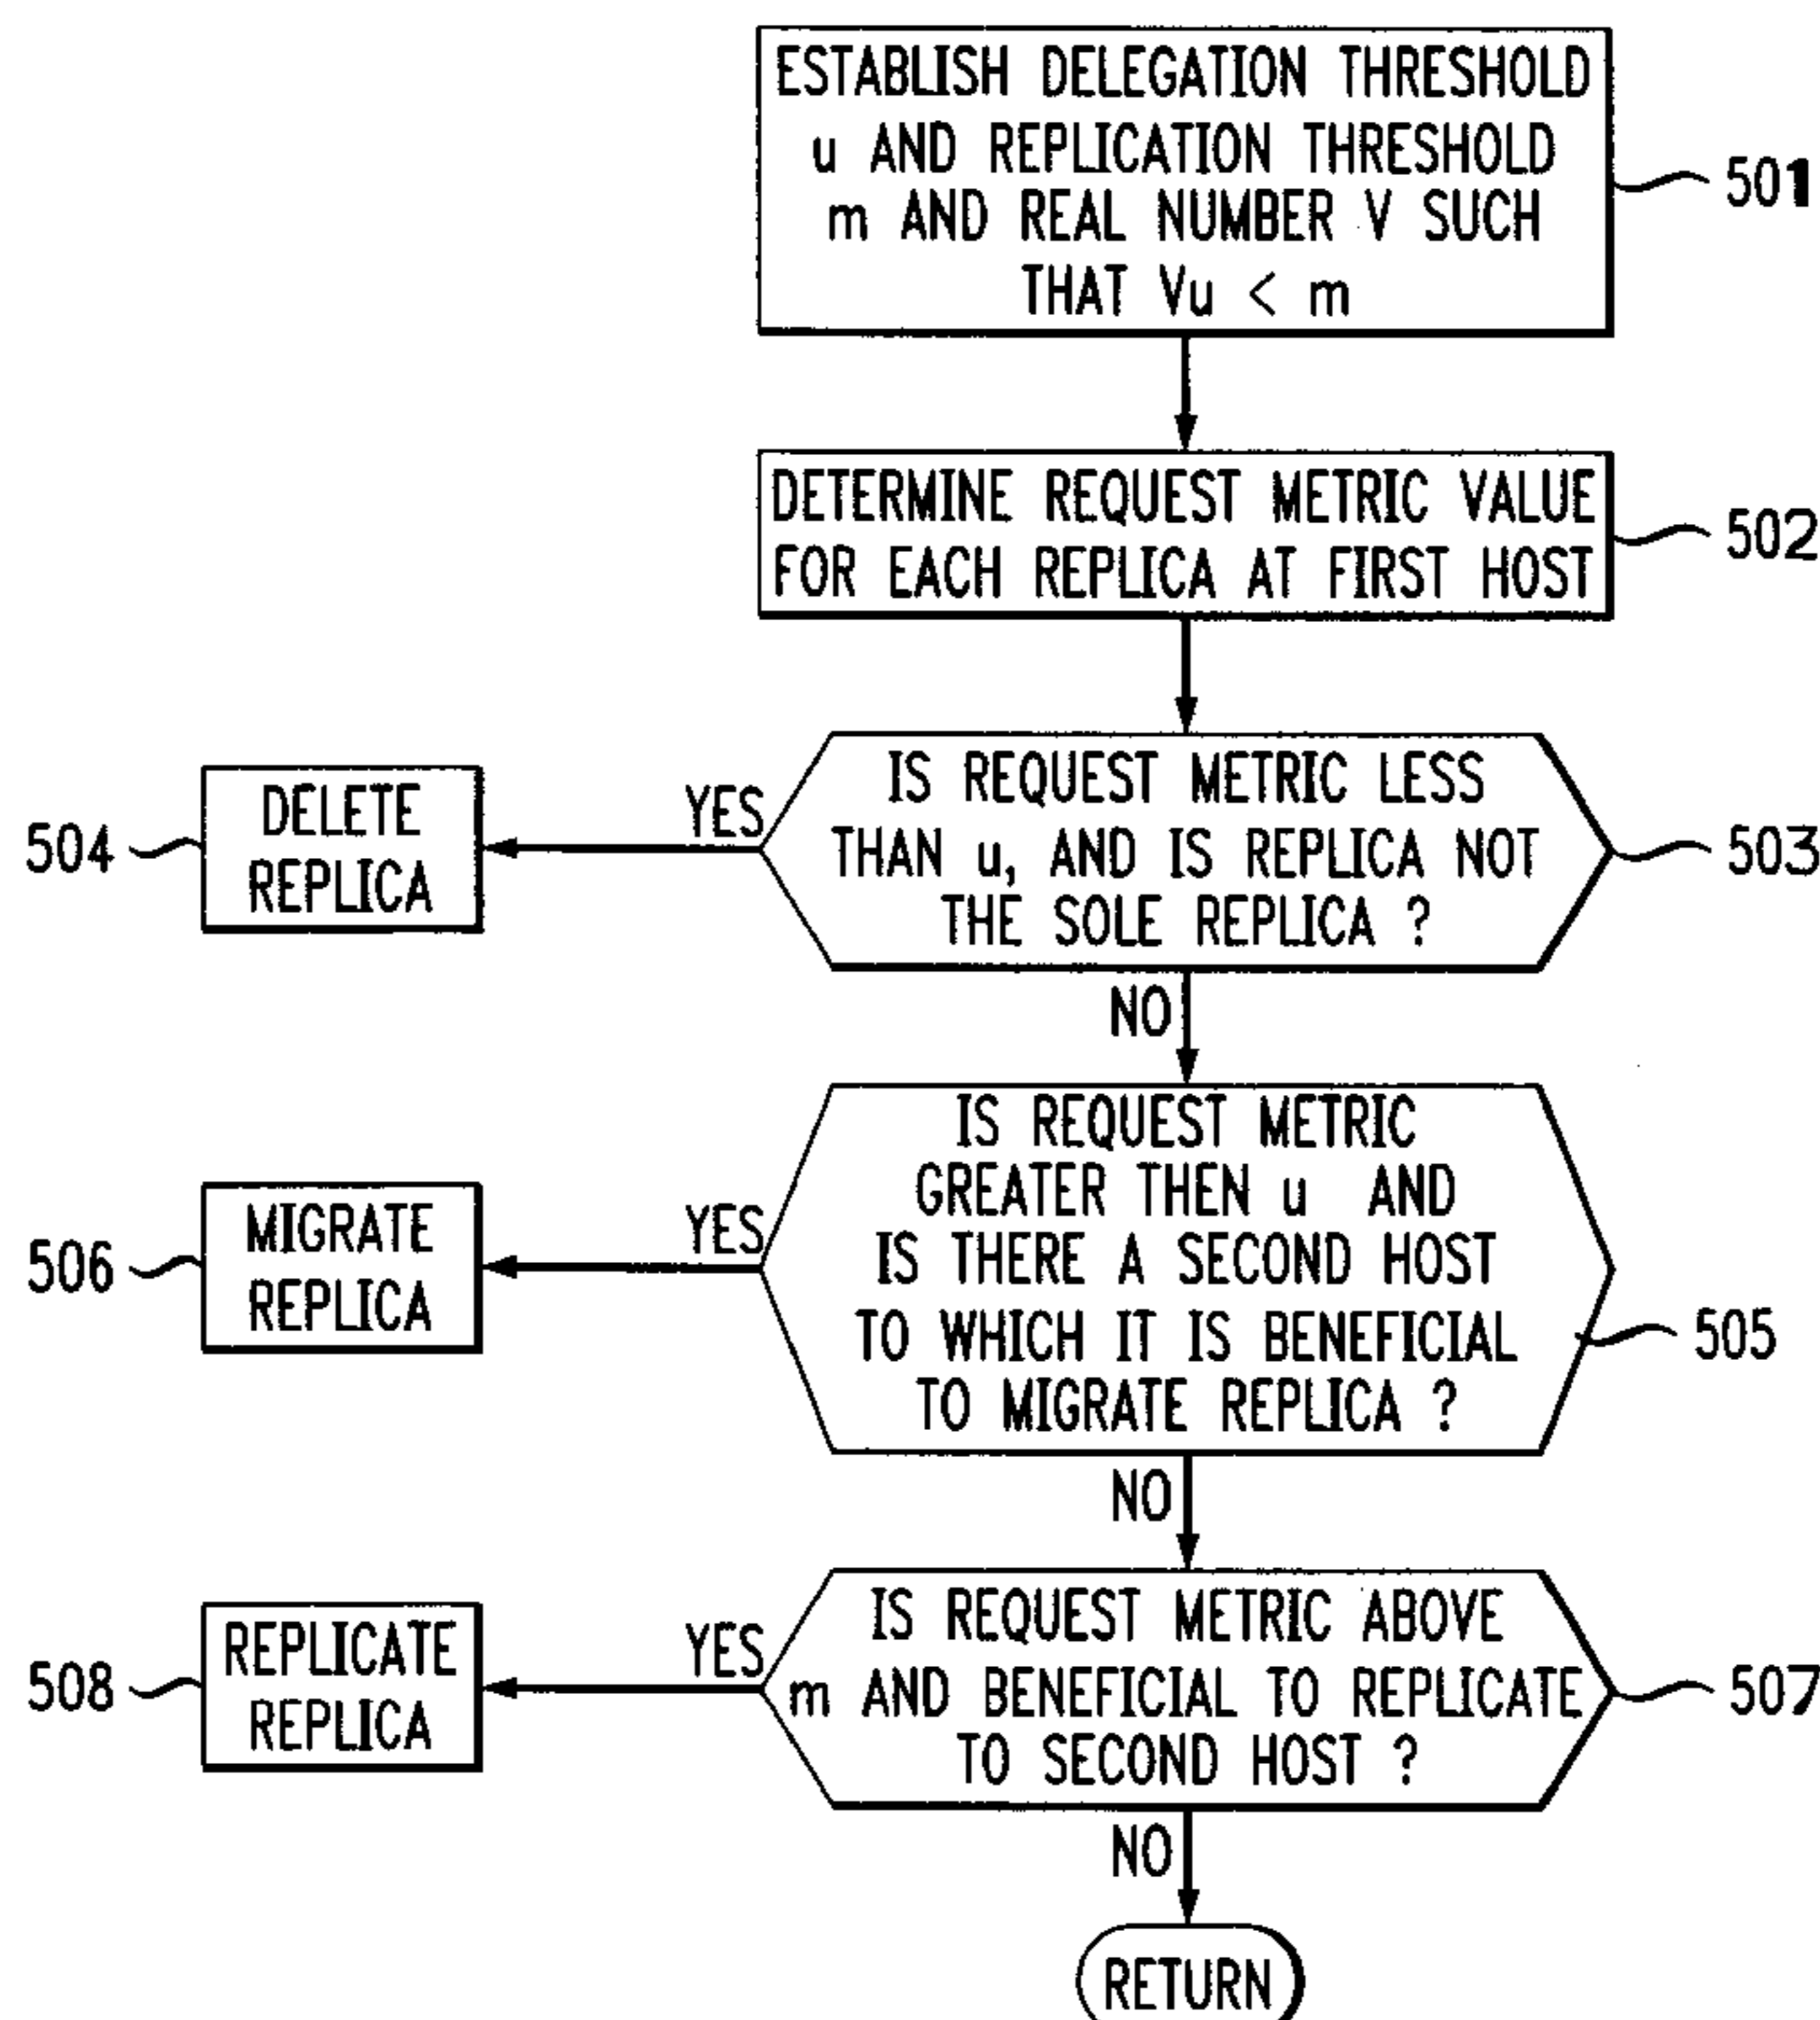 ESTABLISH DELEGATION THRESHOLD
u AND REPLICATION THRESHOLD
m AND REAL NUMBER V SUCH
THAT Vu < m
501
DETERMINE REQUEST METRIC VALUE
FOR EACH REPLICA AT FIRST HOST
502
IS REQUEST METRIC LESS
THAN u, AND IS REPLICA NOT
THE SOLE REPLICA ?
503
YES
DELETE
REPLICA
504
NO
IS REQUEST METRIC
GREATER THEN u AND
IS THERE A SECOND HOST
TO WHICH IT IS BENEFICIAL
TO MIGRATE REPLICA ?
505
YES
MIGRATE
REPLICA
506
NO
IS REQUEST METRIC ABOVE
m AND BENEFICIAL TO REPLICATE
TO SECOND HOST ?
507
YES
REPLICATE
REPLICA
508
NO
RETURN